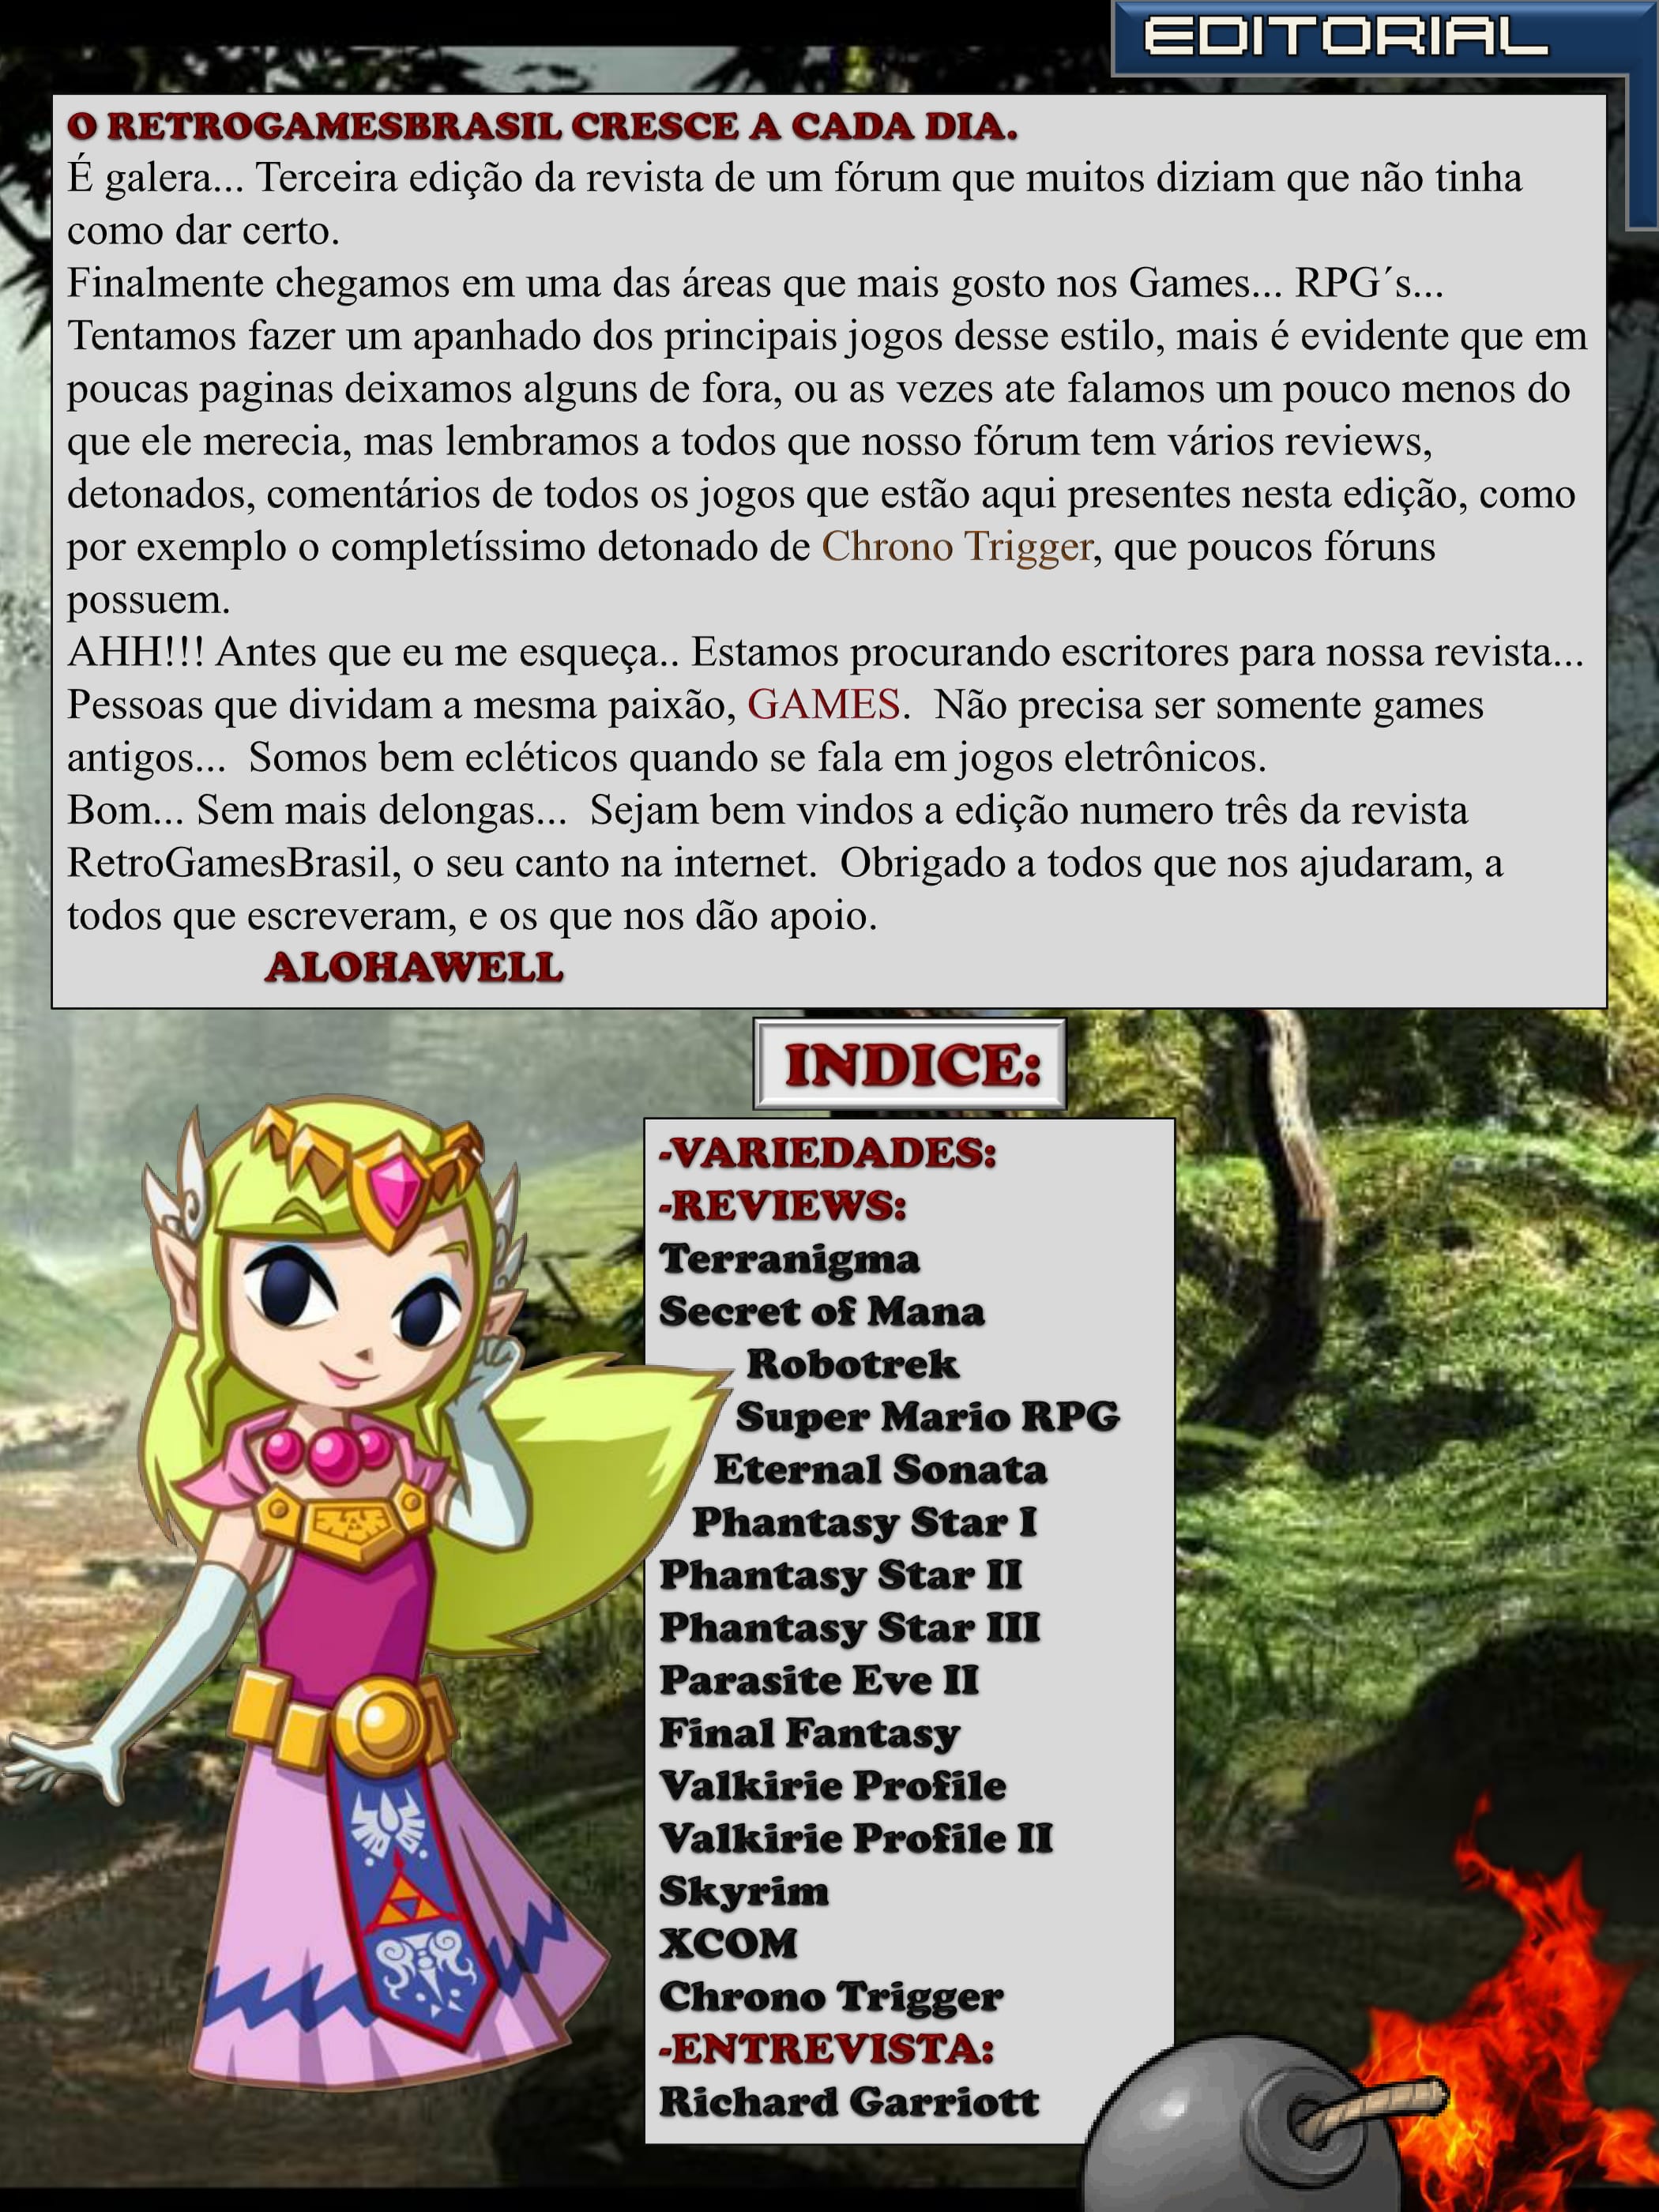 EDITORIAL
O RETROGAMESBRASIL CRESCE A CADA DIA.
É galera... Terceira edição da revista de um fórum que muitos diziam que não tinha
como dar certo.
Finalmente chegamos em uma das áreas que mais gosto nos Games... RPG´s...
Tentamos fazer um apanhado dos principais jogos desse estilo, mais é evidente que em
poucas paginas deixamos alguns de fora, ou as vezes ate falamos um pouco menos do
que ele merecia, mas lembramos a todos que nosso fórum tem vários reviews,
detonados, comentários de todos os jogos que estão aqui presentes nesta edição, como
por exemplo o completíssimo detonado de Chrono Trigger, que poucos fóruns
possuem.
AHH!!! Antes que eu me esqueça.. Estamos procurando escritores para nossa revista...
Pessoas que dividam a mesma paixão, GAMES.  Não precisa ser somente games
antigos...  Somos bem ecléticos quando se fala em jogos eletrônicos.
Bom... Sem mais delongas...  Sejam bem vindos a edição numero três da revista
RetroGamesBrasil, o seu canto na internet.  Obrigado a todos que nos ajudaram, a
todos que escreveram, e os que nos dão apoio.
ALOHAWELL
INDICE:
-VARIEDADES:
-REVIEWS:
Terranigma
Secret of Mana
Robotrek
Super Mario RPG
Eternal Sonata
Phantasy Star I
Phantasy Star II
Phantasy Star III
Parasite Eve II
Final Fantasy
Valkirie Profile
Valkirie Profile II
Skyrim
XCOM
Chrono Trigger
-ENTREVISTA:
Richard Garriott